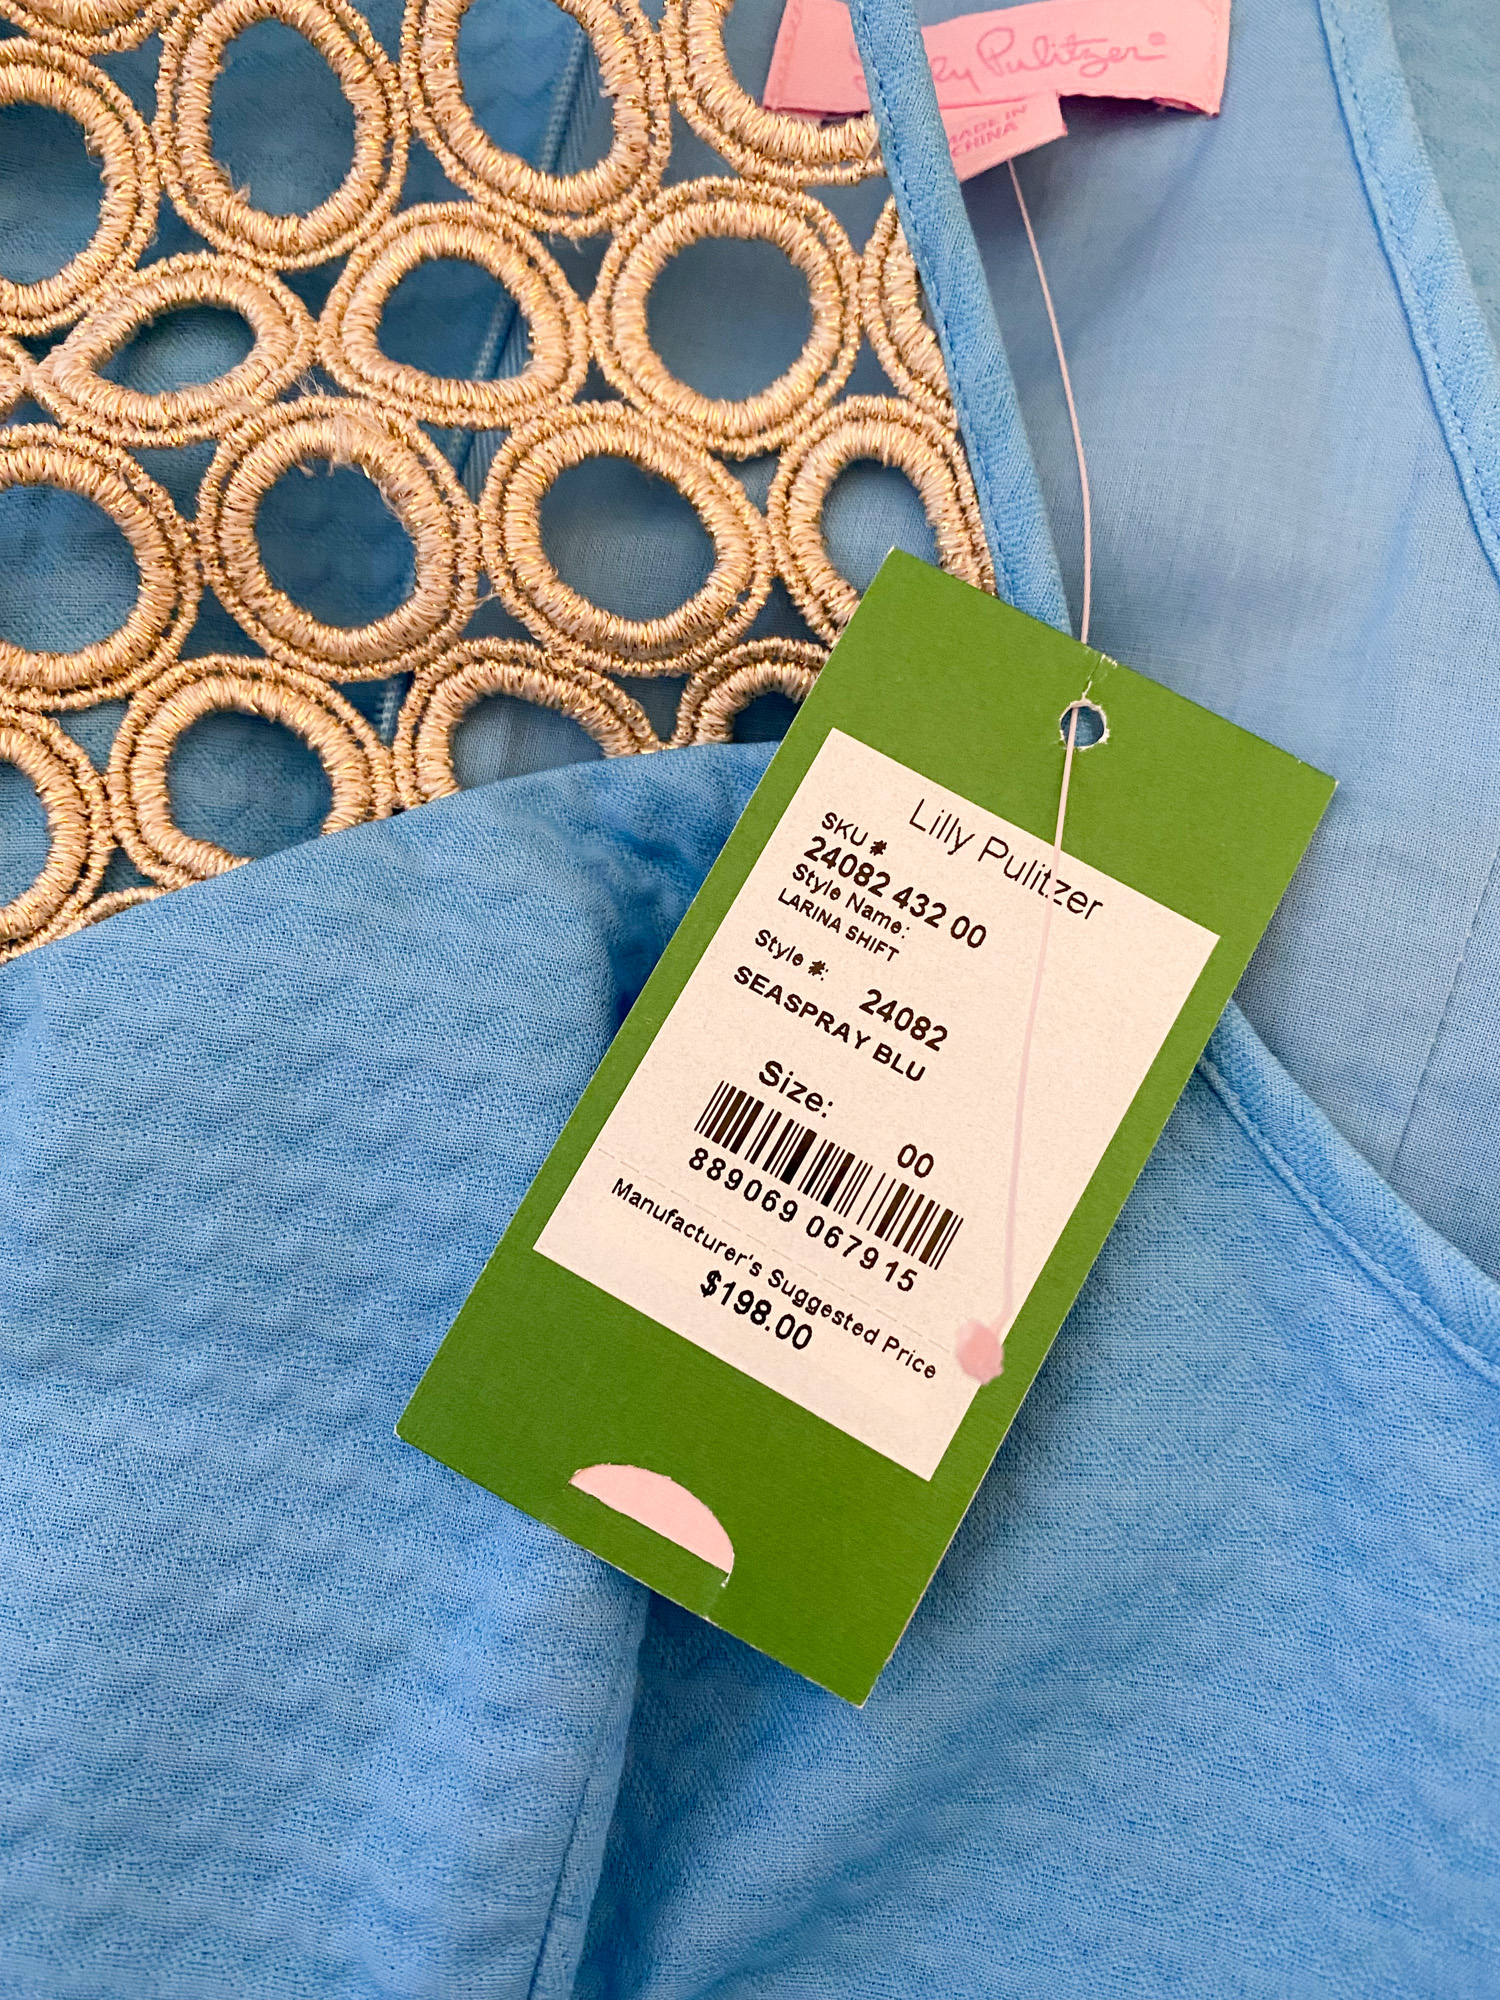 Lilly Pulitzer
MADE IN
CHINA
Lilly Pulitzer
SKU #
24082 432 00
Style Name:
LARINA SHIFT
Style #:
24082
SEASPRAY BLU
Size:
00
889069 067915
Manufacturer's Suggested Price
$198.00